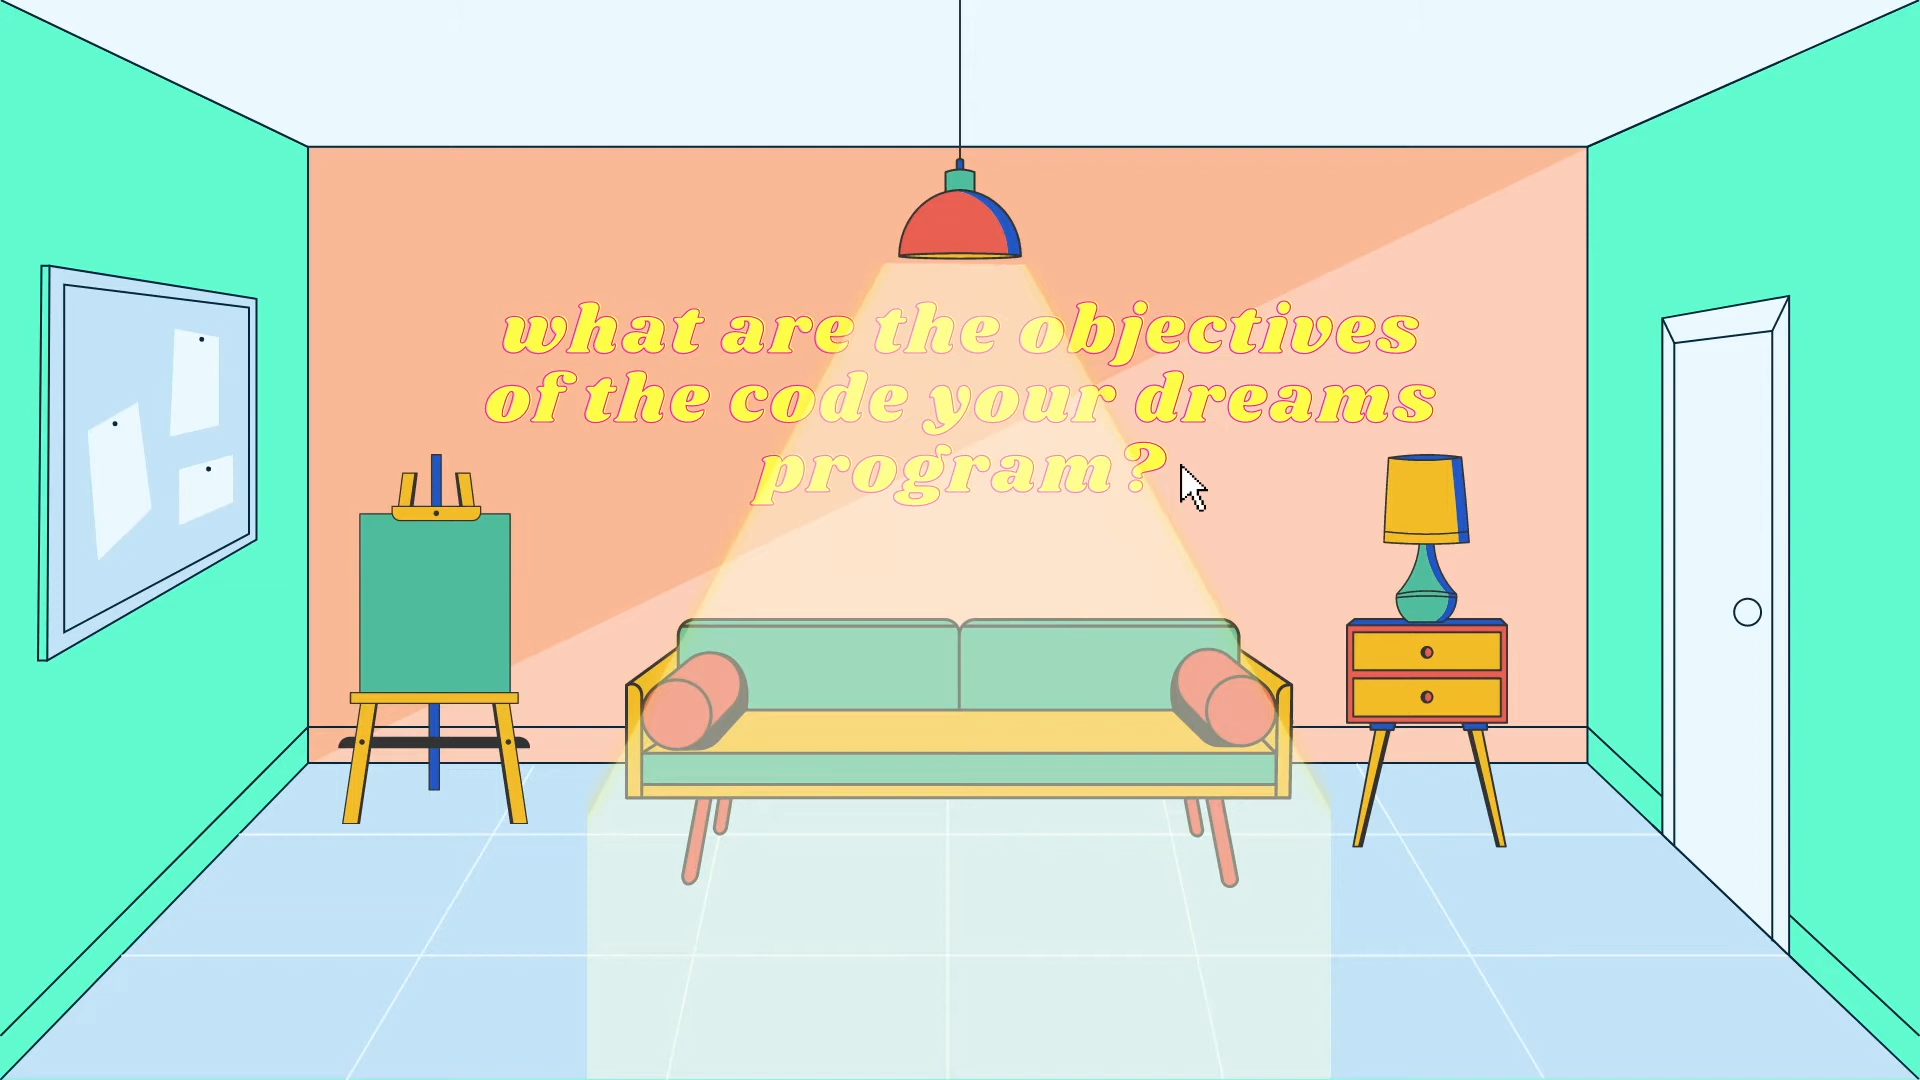 what are the objectives
of the code your dreams
program?